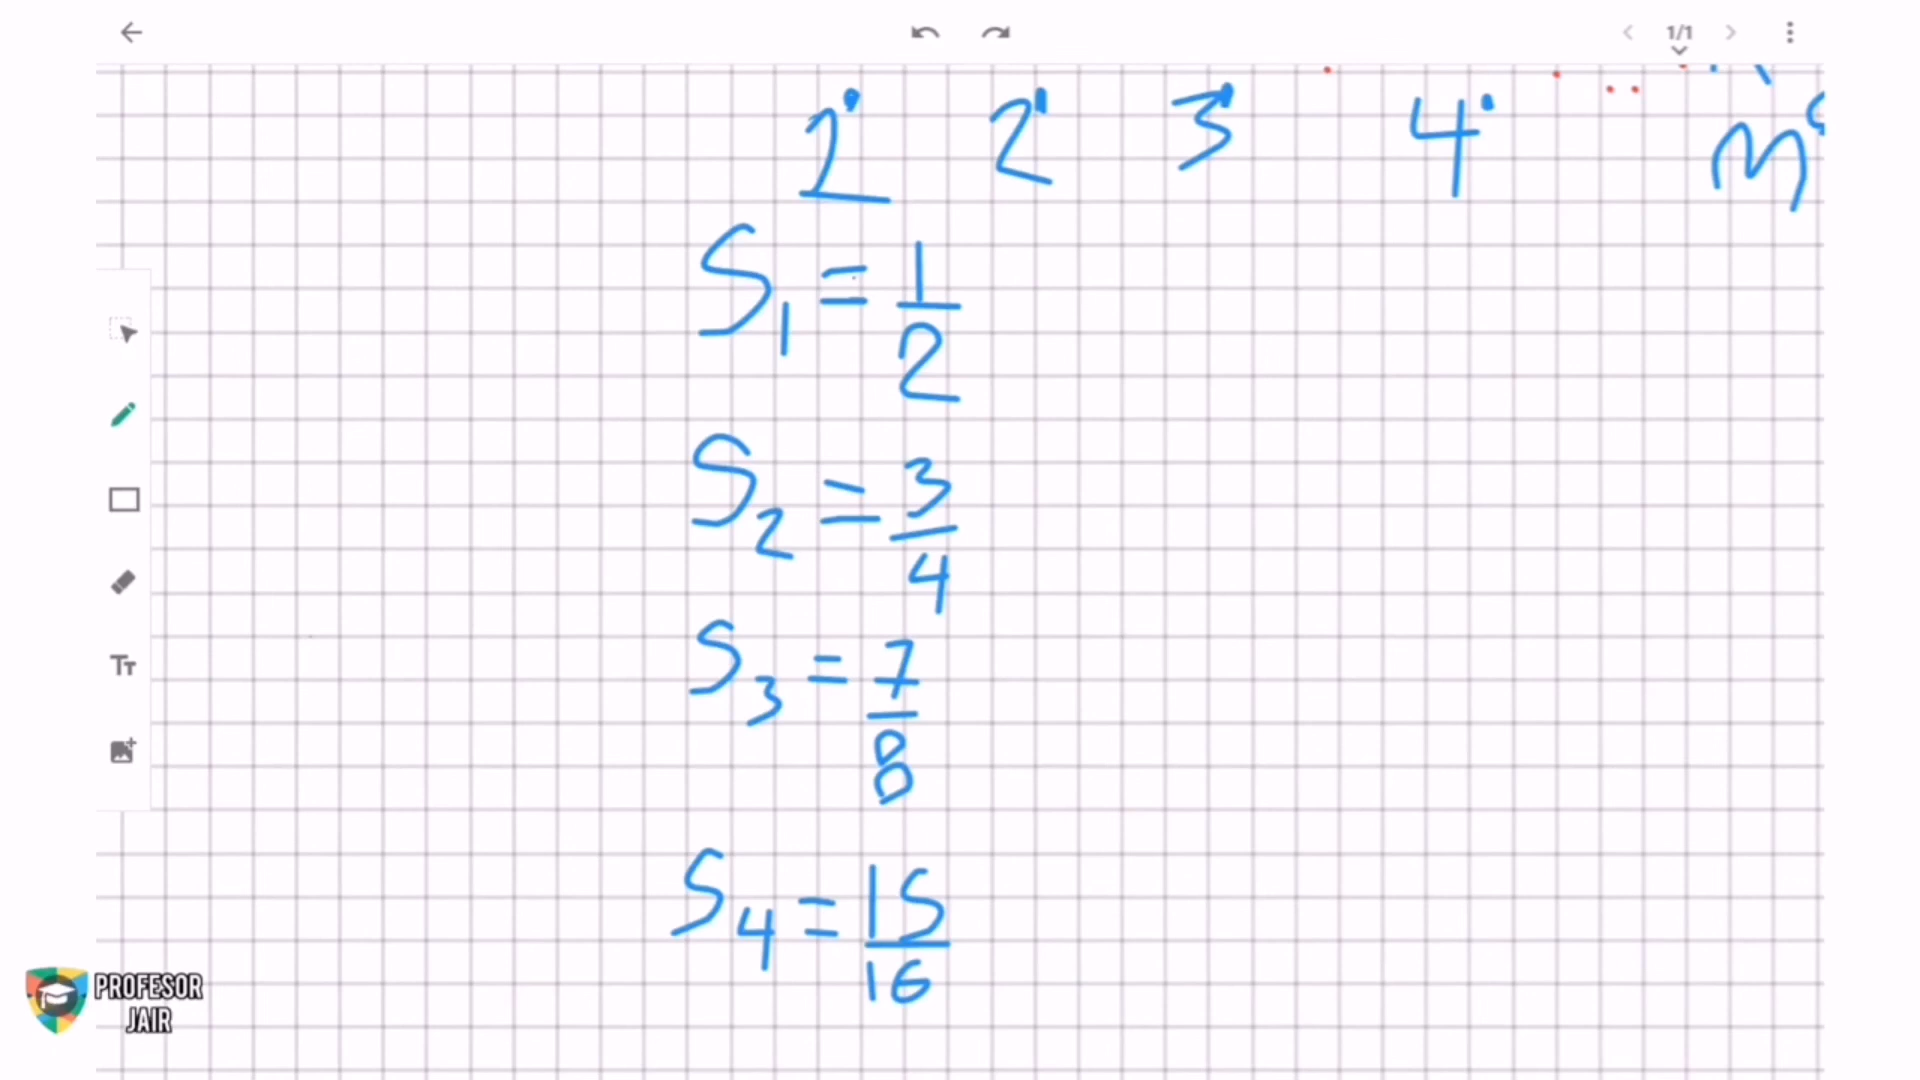 1/1
1° 2° 3° 4° n°
S₁ = 1/2
S₂ = 3/4
S₃ = 7/8
S₄ = 15/16
Tт
PROFESOR
JAIR